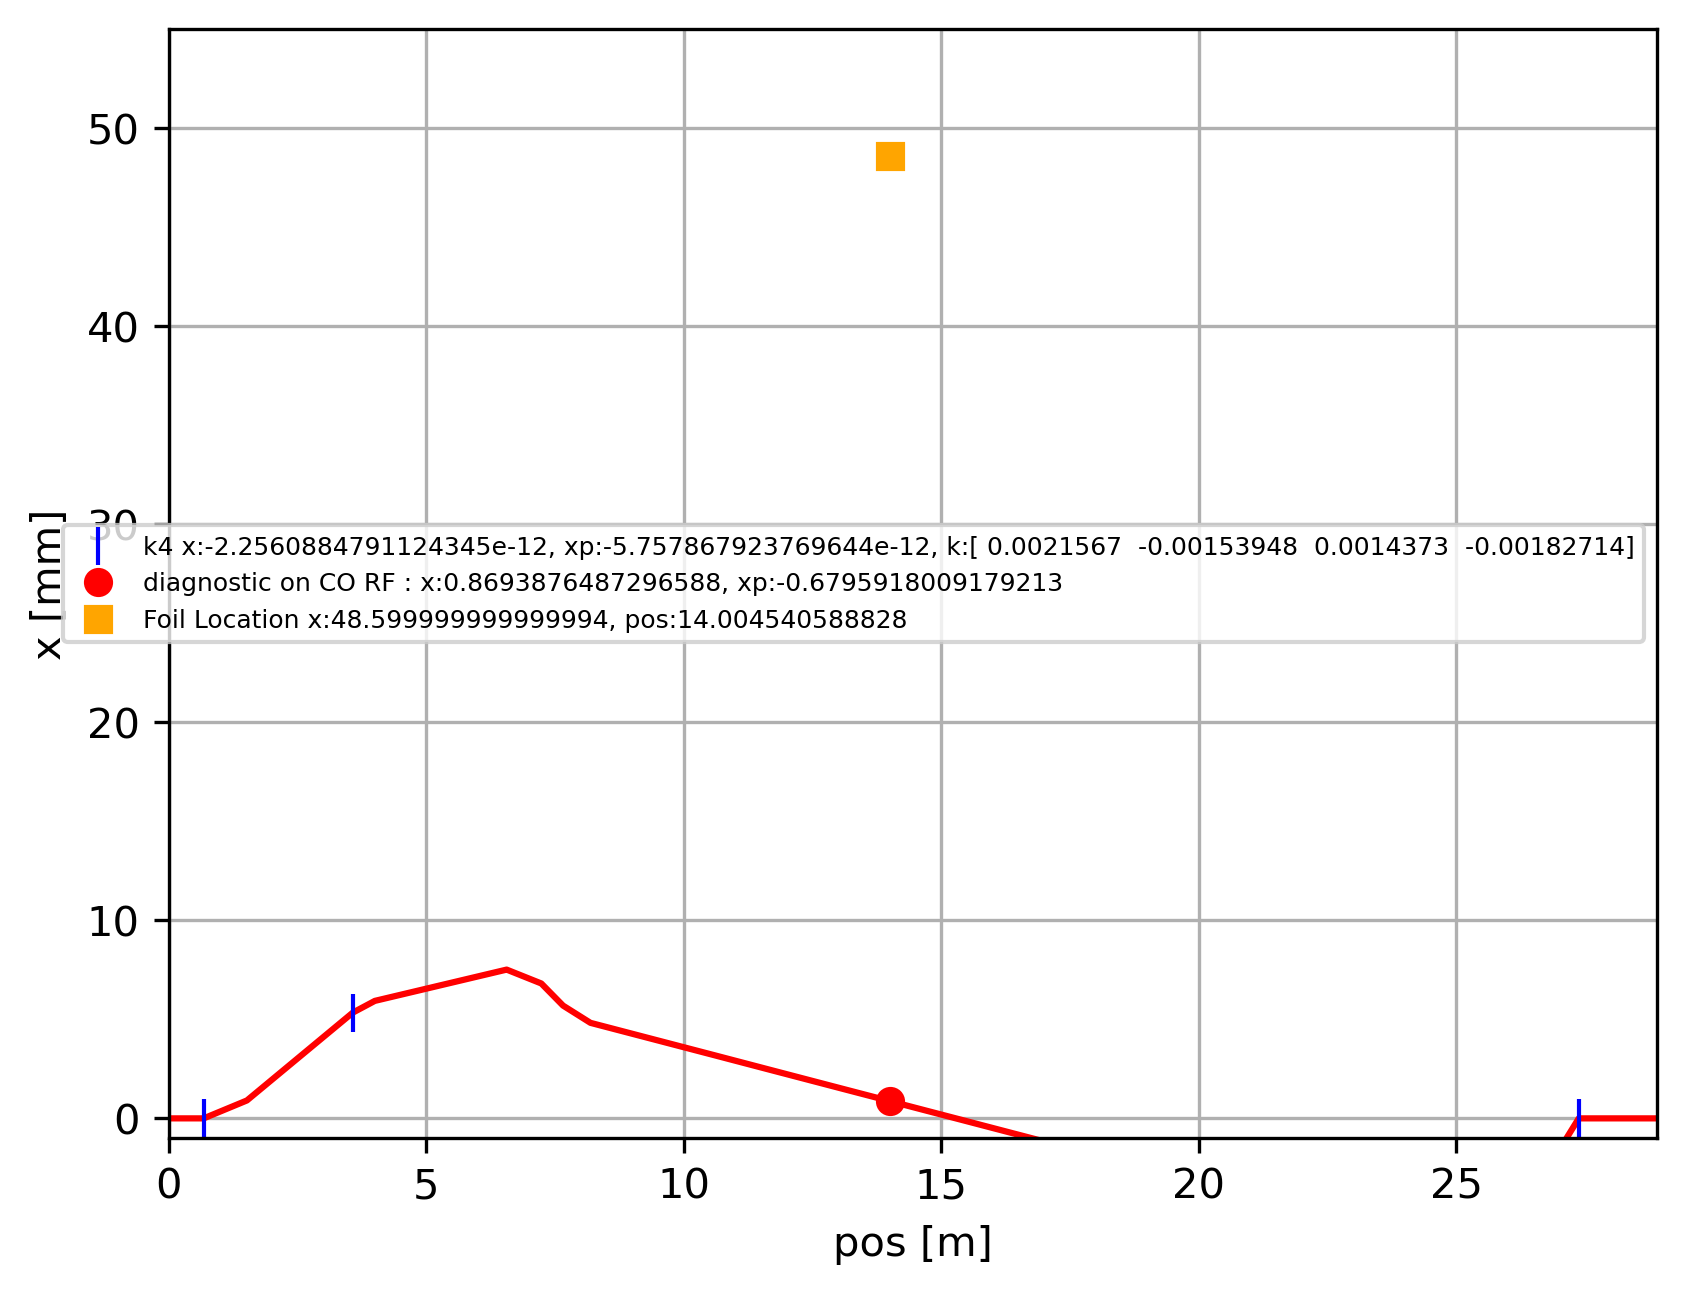 50
40
30
20
10
0
x [mm]
k4 x:-2.2560884791124345e-12, xp:-5.757867923769644e-12, k:[ 0.0021567  -0.00153948  0.0014373  -0.00182714]
diagnostic on CO RF : x:0.8693876487296588, xp:-0.6795918009179213
Foil Location x:48.599999999999994, pos:14.004540588828
0 5 10 15 20 25
pos [m]